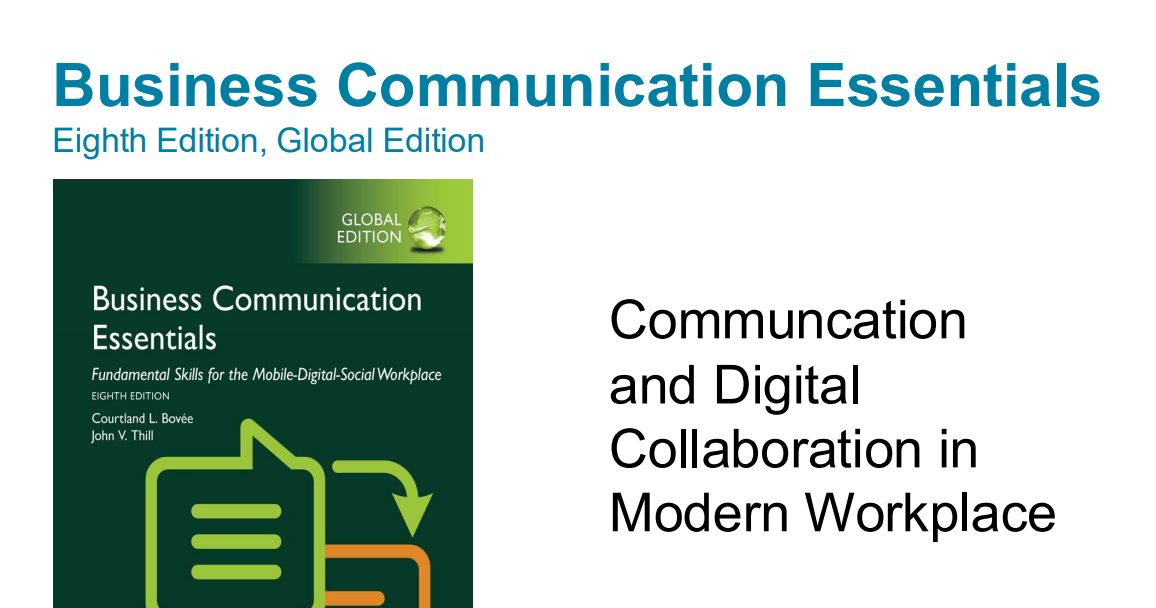 Business Communication Essentials
Eighth Edition, Global Edition
GLOBAL
EDITION
Business Communication
Essentials
Fundamental Skills for the Mobile-Digital-Social Workplace
EIGHTH EDITION
Courtland L. Bovée
John V. Thill
Communcation
and Digital
Collaboration in
Modern Workplace